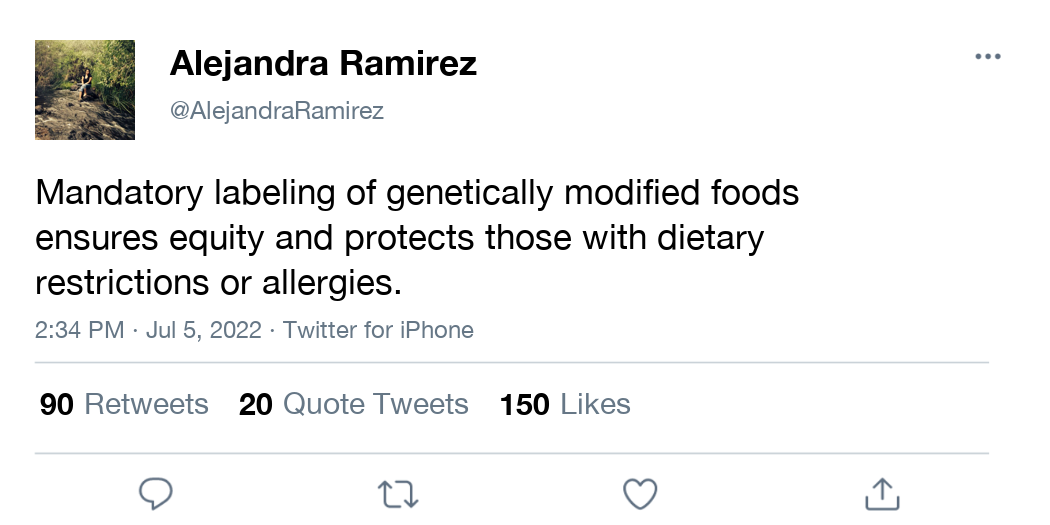 Alejandra Ramirez
@AlejandraRamirez
Mandatory labeling of genetically modified foods
ensures equity and protects those with dietary
restrictions or allergies.
2:34 PM · Jul 5, 2022 · Twitter for iPhone
90 Retweets 20 Quote Tweets 150 Likes